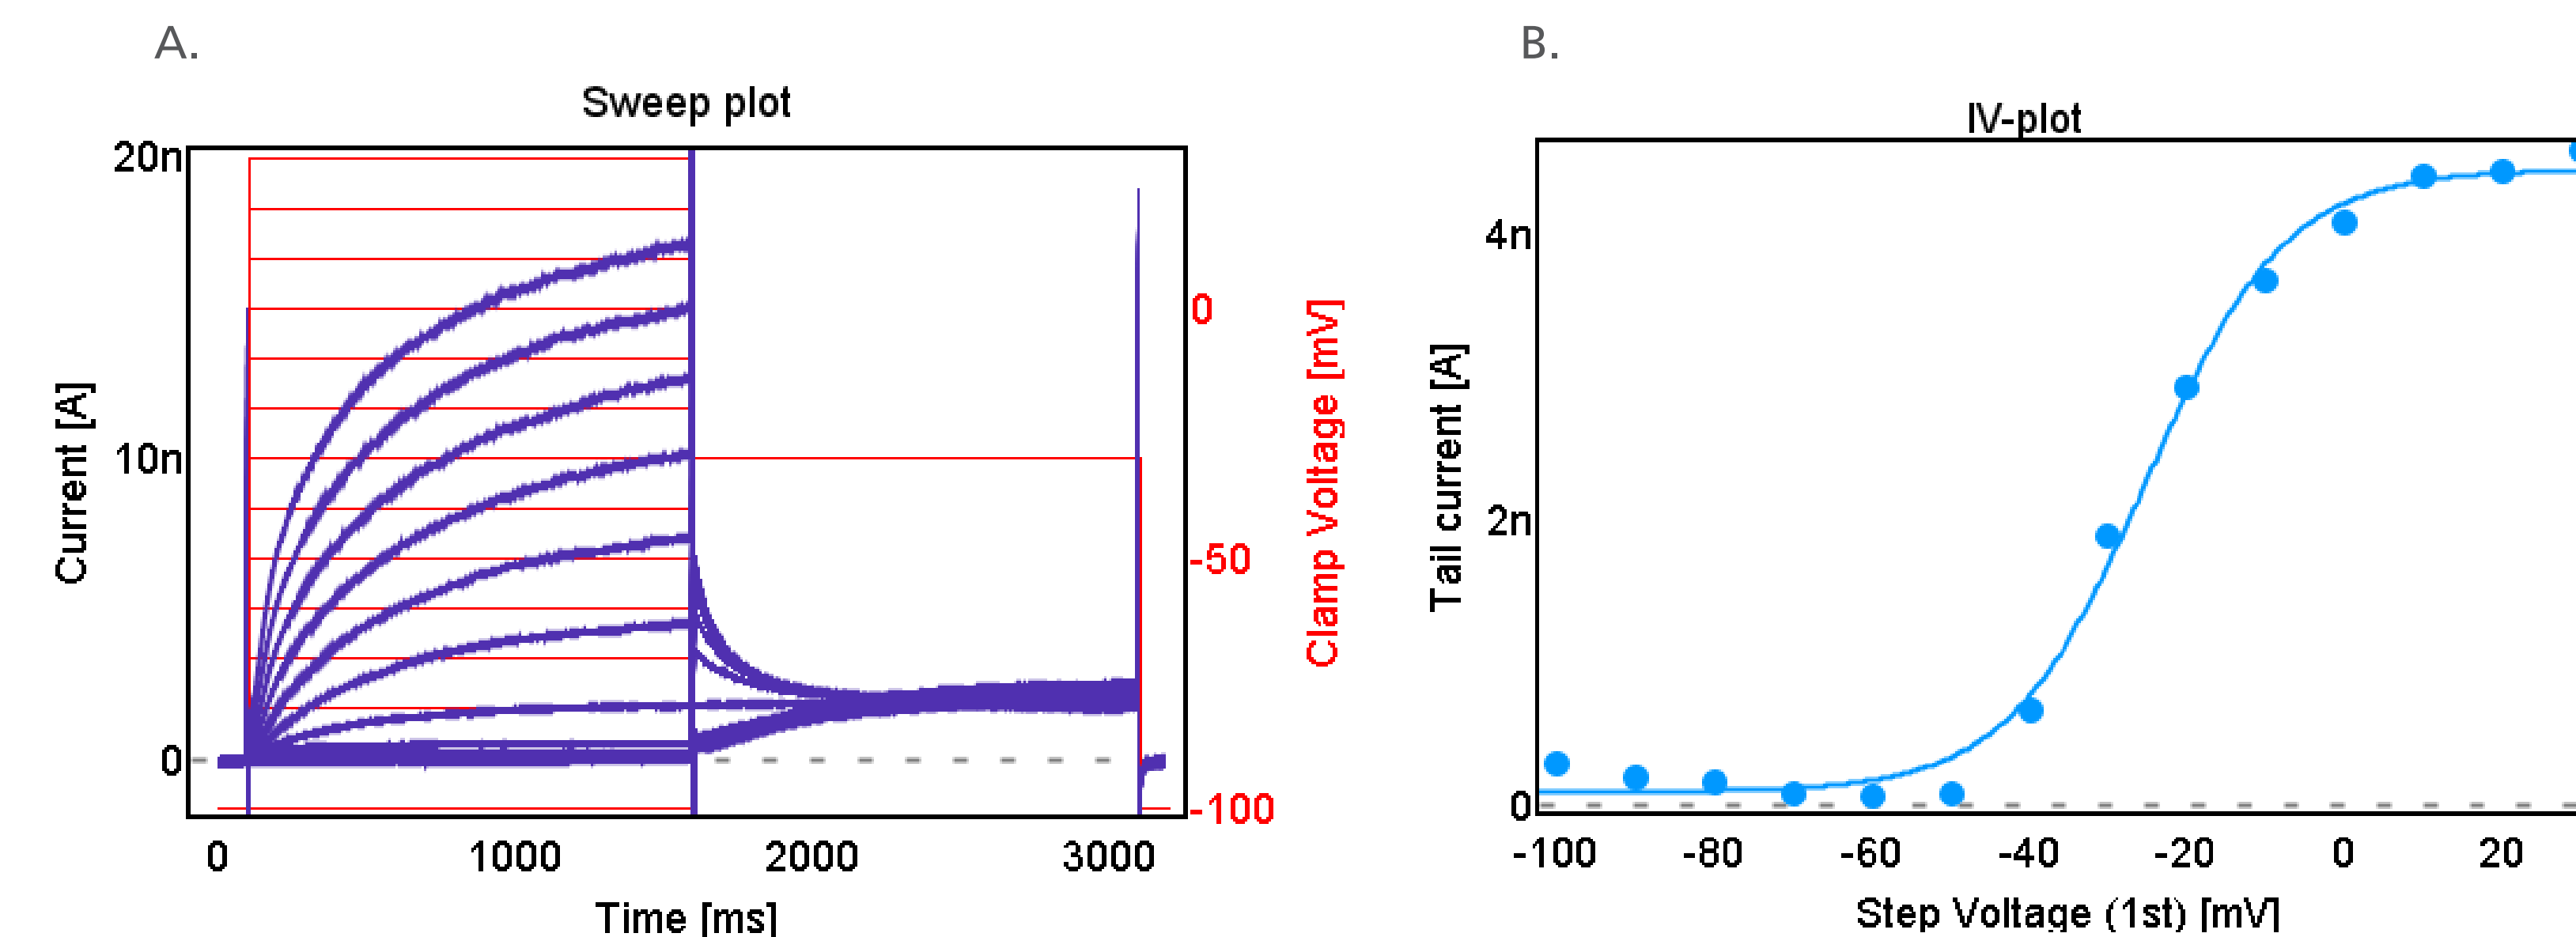 A.
Sweep plot
20n
10n
0
Current [A]
0
-50
-100
Clamp Voltage [mV]
0 1000 2000 3000
Time [ms]
B.
IV-plot
4n
2n
0
Tail current [A]
-100 -80 -60 -40 -20 0 20
Step Voltage (1st) [mV]